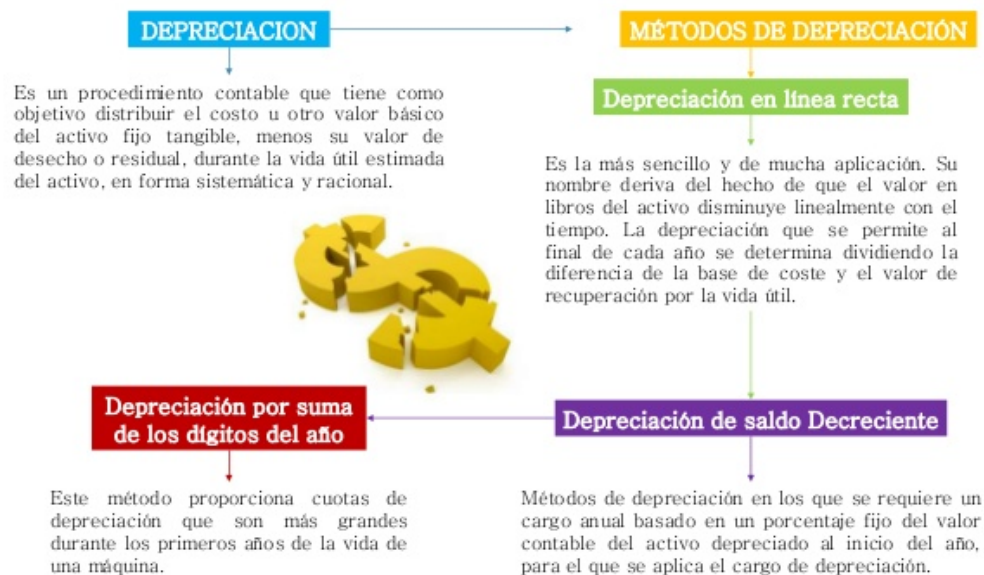 DEPRECIACION
Es un procedimiento contable que tiene como
objetivo distribuir el costo u otro valor básico
del activo fijo tangible, menos su valor de
desecho o residual, durante la vida útil estimada
del activo, en forma sistemática y racional.
MÉTODOS DE DEPRECIACIÓN
Depreciación en línea recta
Es la más sencillo y de mucha aplicación. Su
nombre deriva del hecho de que el valor en
libros del activo disminuye linealmente con el
tiempo. La depreciación que se permite al
final de cada año se determina dividiendo la
diferencia de la base de coste y el valor de
recuperación por la vida útil.
Depreciación de saldo Decreciente
Métodos de depreciación en los que se requiere un
cargo anual basado en un porcentaje fijo del valor
contable del activo depreciado al inicio del año,
para el que se aplica el cargo de depreciación.
Depreciación por suma
de los dígitos del año
Este método proporciona cuotas de
depreciación que son más grandes
durante los primeros años de la vida de
una máquina.